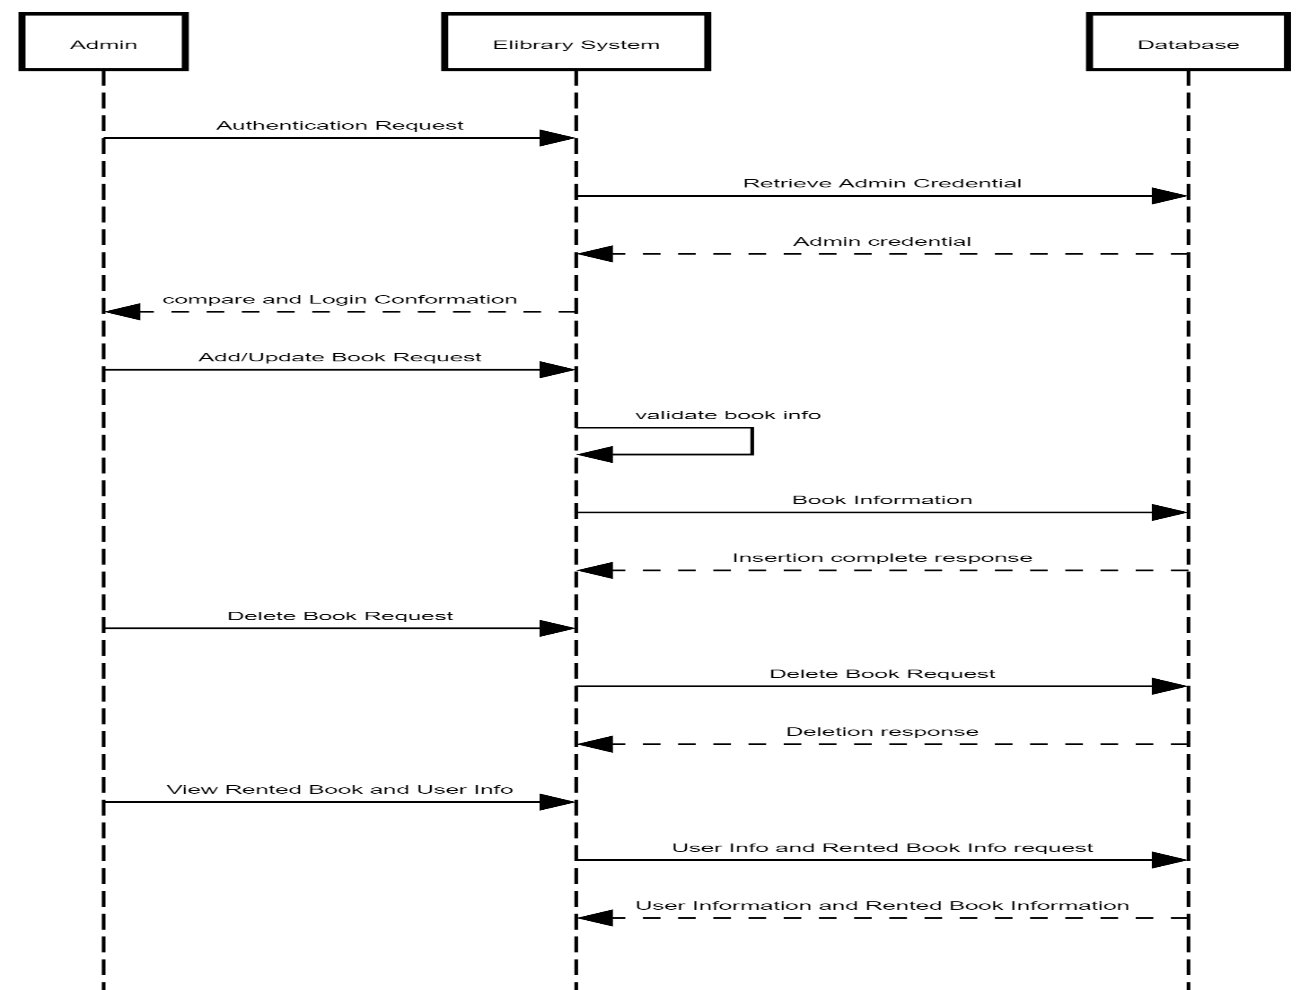 Admin
Elibrary System
Database
Authentication Request
Retrieve Admin Credential
Admin credential
compare and Login Conformation
Add/Update Book Request
validate book info
Book Information
Insertion complete response
Delete Book Request
Delete Book Request
Deletion response
View Rented Book and User Info
User Info and Rented Book Info request
User Information and Rented Book Information